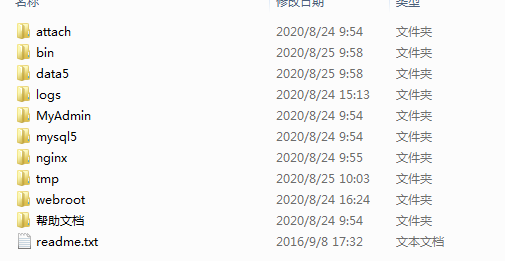 名称 修改日期 类型
attach 2020/8/24 9:54 文件夹
bin 2020/8/25 9:58 文件夹
data5 2020/8/25 9:58 文件夹
logs 2020/8/24 15:13 文件夹
MyAdmin 2020/8/24 9:54 文件夹
mysql5 2020/8/24 9:54 文件夹
nginx 2020/8/24 9:55 文件夹
tmp 2020/8/25 10:03 文件夹
webroot 2020/8/24 16:24 文件夹
帮助文档 2020/8/24 9:54 文件夹
readme.txt 2016/9/8 17:32 文本文档